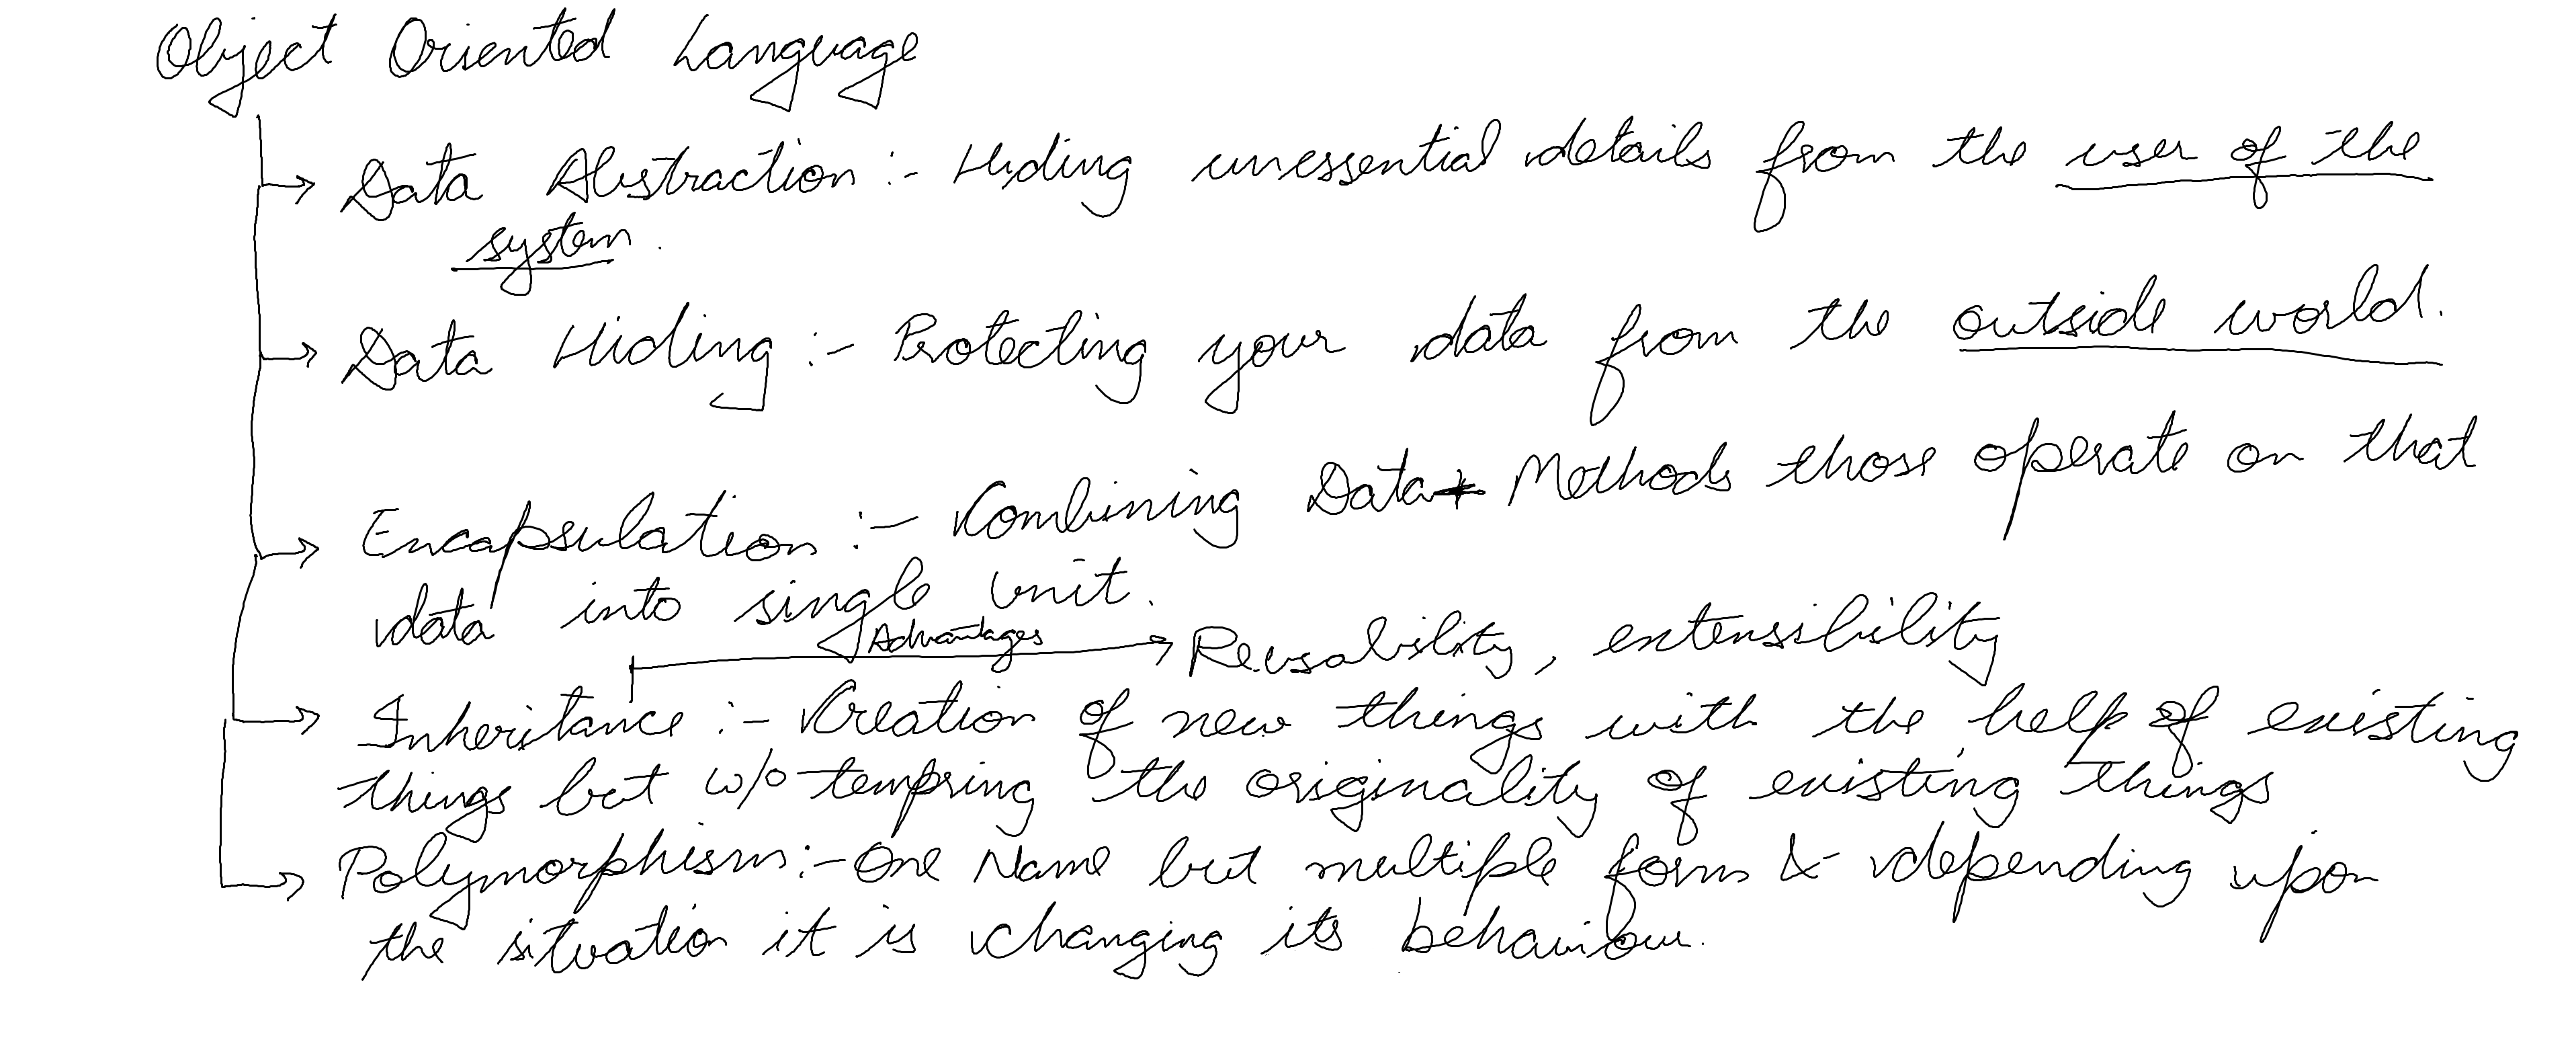 Object Oriented Language
Data Abstraction :- Hiding unessential details from the user of the
system.
Data Hiding :- Protecting your data from the outside world.
Encapsulation :- Combining Data + Methods those operate on that
data into single unit.
Advantages
Reusability, extensibility
Inheritance :- Creation of new things with the help of existing
things but w/o tempring the originality of existing things
Polymorphism :- One Name but multiple form & depending upon
the situation it is changing its behaviour.